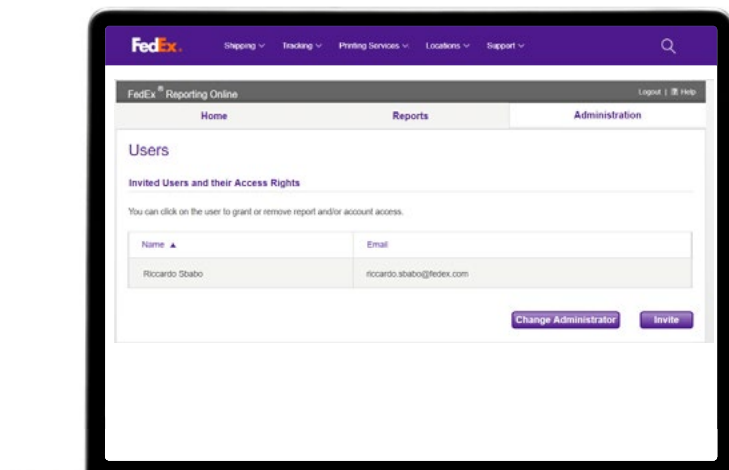 FedEx.
Shipping Tracking Printing Services Locations Support
FedEx® Reporting Online
Logout | Help
Home Reports Administration
Users
Invited Users and their Access Rights
You can click on the user to grant or remove report and/or account access.
Name ▲ Email
Riccardo Sbabo riccardo.sbabo@fedex.com
Change Administrator Invite